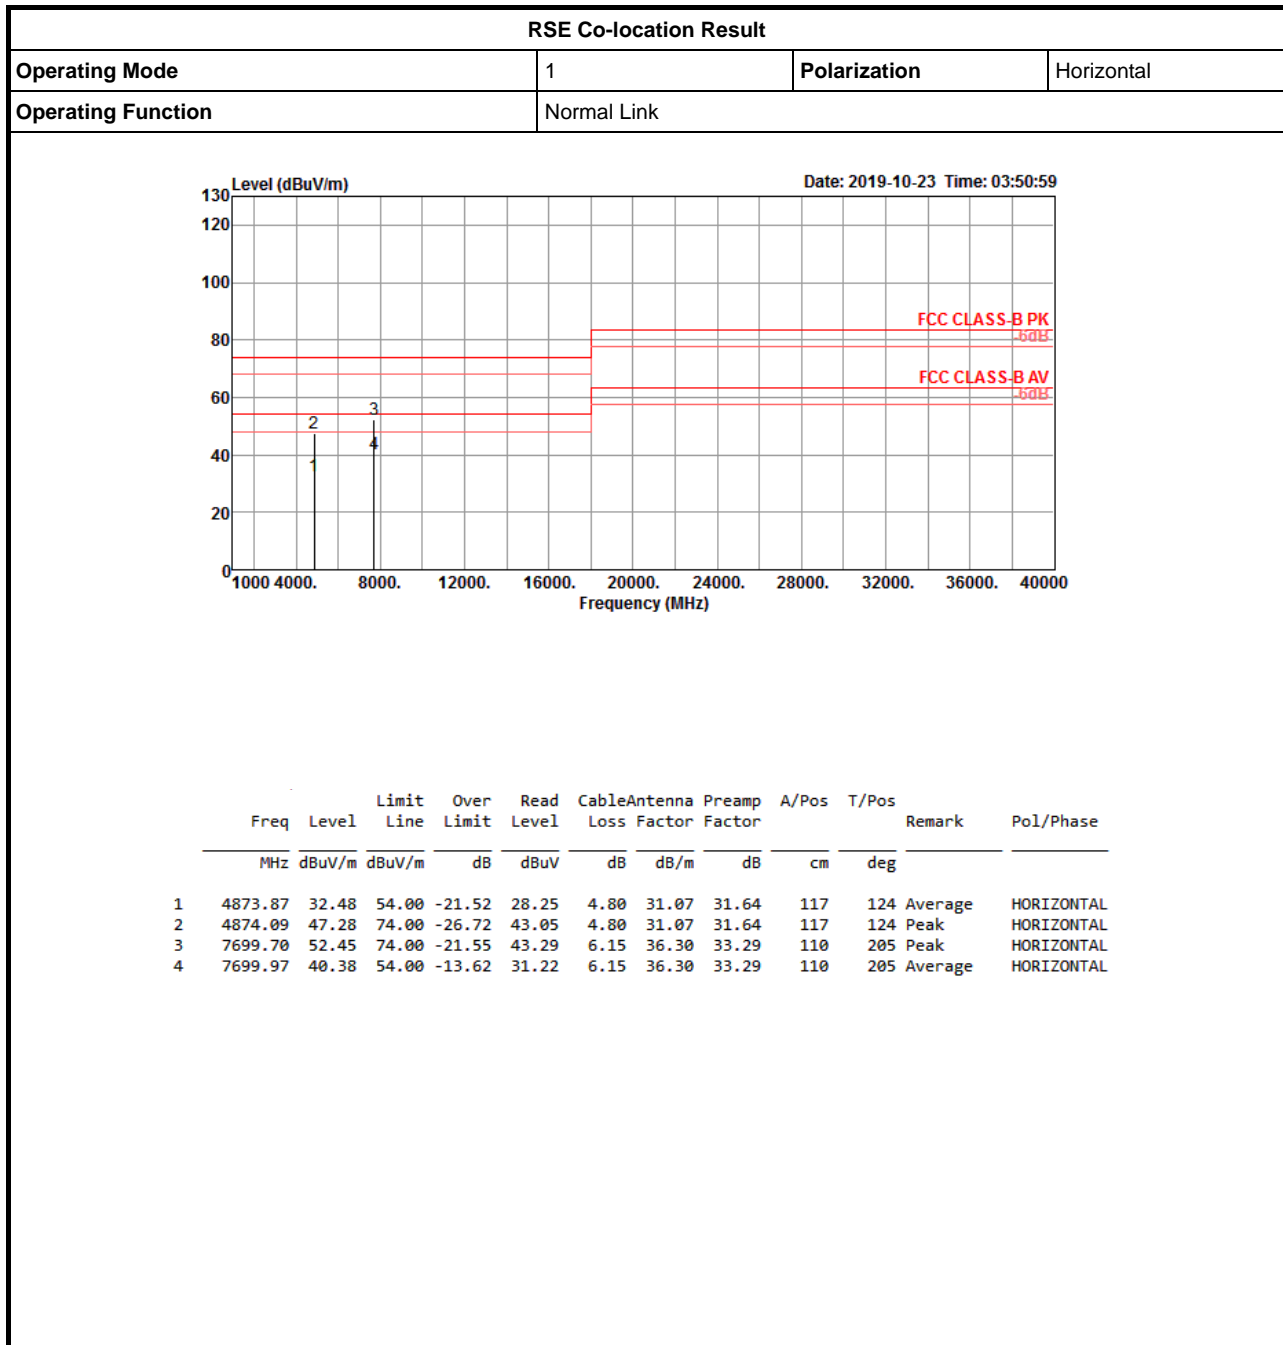 RSE Co-location Result
Operating Mode 1 Polarization Horizontal
Operating Function Normal Link
Level (dBuV/m) Date: 2019-10-23 Time: 03:50:59
130
120
100
80
60
40
20
0
FCC CLASS-B PK
-6dB
FCC CLASS-B AV
-6dB
3
2
4
1
1000 4000. 8000. 12000. 16000. 20000. 24000. 28000. 32000. 36000. 40000
Frequency (MHz)
Limit Over Read CableAntenna Preamp A/Pos T/Pos
Freq Level Line Limit Level Loss Factor Factor Remark Pol/Phase
MHz dBuV/m dBuV/m dB dBuV dB dB/m dB cm deg
1 4873.87 32.48 54.00 -21.52 28.25 4.80 31.07 31.64 117 124 Average HORIZONTAL
2 4874.09 47.28 74.00 -26.72 43.05 4.80 31.07 31.64 117 124 Peak HORIZONTAL
3 7699.70 52.45 74.00 -21.55 43.29 6.15 36.30 33.29 110 205 Peak HORIZONTAL
4 7699.97 40.38 54.00 -13.62 31.22 6.15 36.30 33.29 110 205 Average HORIZONTAL